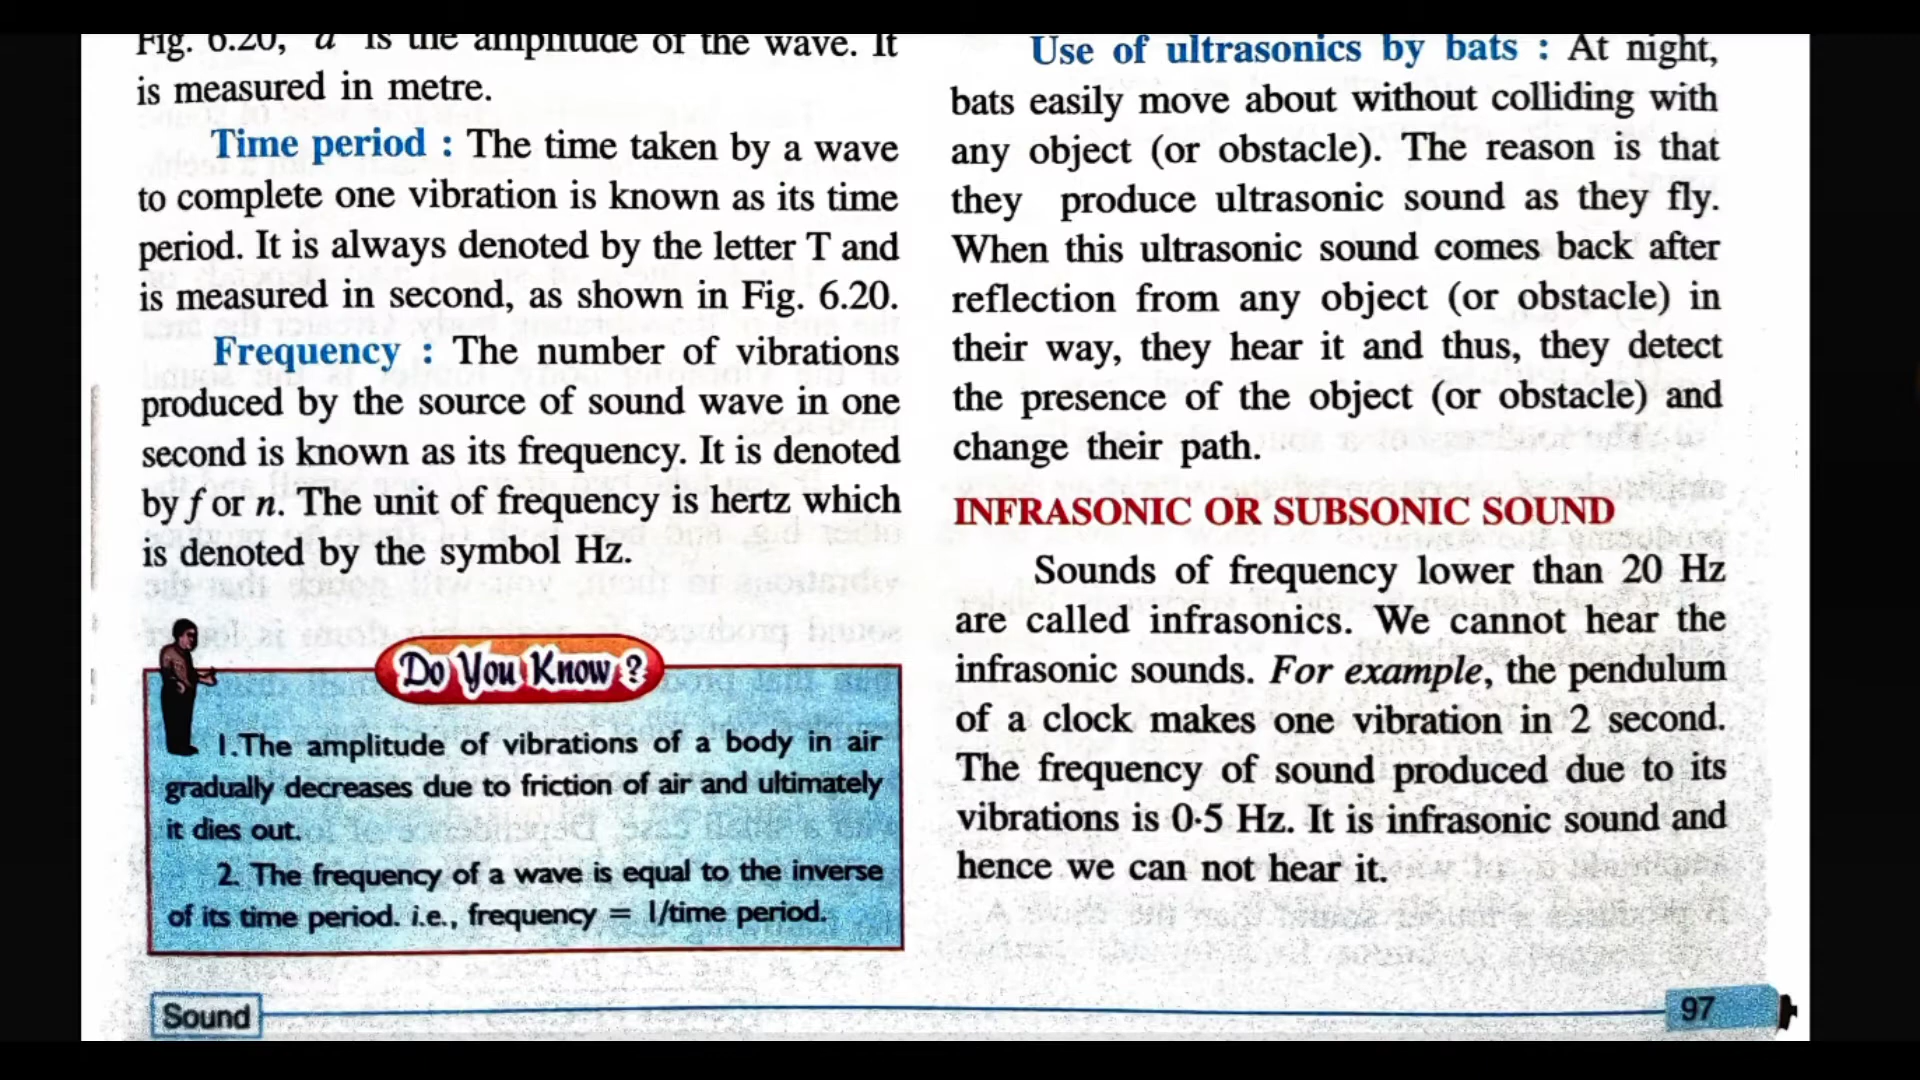 Fig. 6.20, 'a' is the amplitude of the wave. It
is measured in metre.
Time period : The time taken by a wave
to complete one vibration is known as its time
period. It is always denoted by the letter T and
is measured in second, as shown in Fig. 6.20.
Frequency : The number of vibrations
produced by the source of sound wave in one
second is known as its frequency. It is denoted
by f or n. The unit of frequency is hertz which
is denoted by the symbol Hz.
Do You Know ?
1.The amplitude of vibrations of a body in air
gradually decreases due to friction of air and ultimately
it dies out.
2. The frequency of a wave is equal to the inverse
of its time period. i.e., frequency = 1/time period.
Use of ultrasonics by bats : At night,
bats easily move about without colliding with
any object (or obstacle). The reason is that
they produce ultrasonic sound as they fly.
When this ultrasonic sound comes back after
reflection from any object (or obstacle) in
their way, they hear it and thus, they detect
the presence of the object (or obstacle) and
change their path.
INFRASONIC OR SUBSONIC SOUND
Sounds of frequency lower than 20 Hz
are called infrasonics. We cannot hear the
infrasonic sounds. For example, the pendulum
of a clock makes one vibration in 2 second.
The frequency of sound produced due to its
vibrations is 0·5 Hz. It is infrasonic sound and
hence we can not hear it.
Sound
97